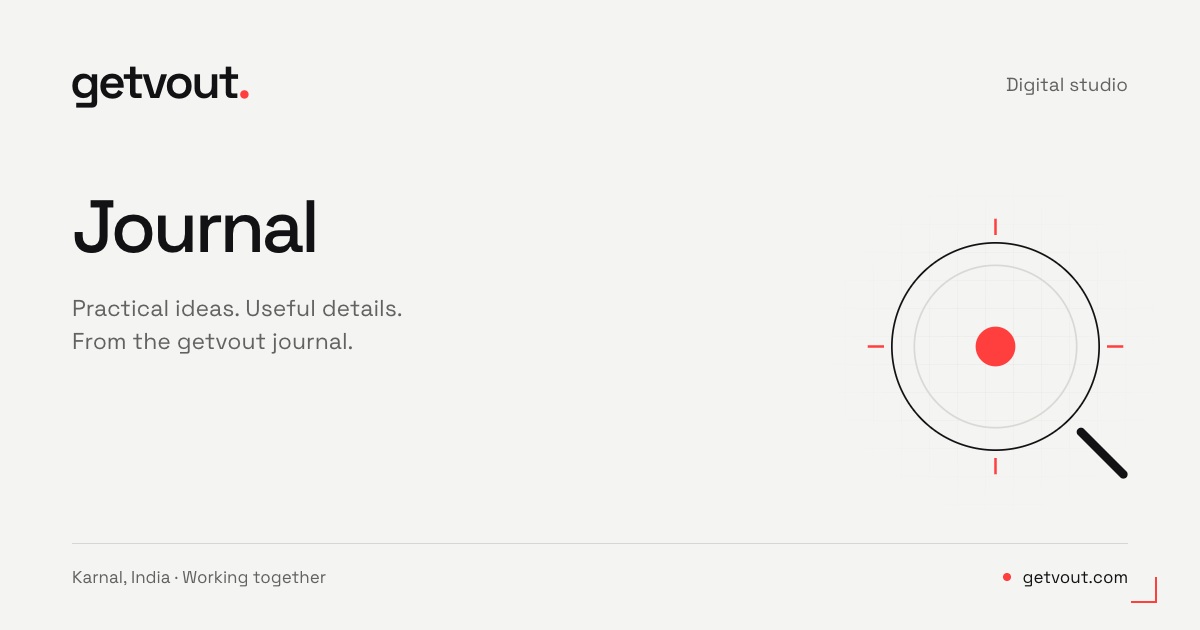 getvout.
Digital studio
Journal
Practical ideas. Useful details.
From the getvout journal.
Karnal, India · Working together
getvout.com